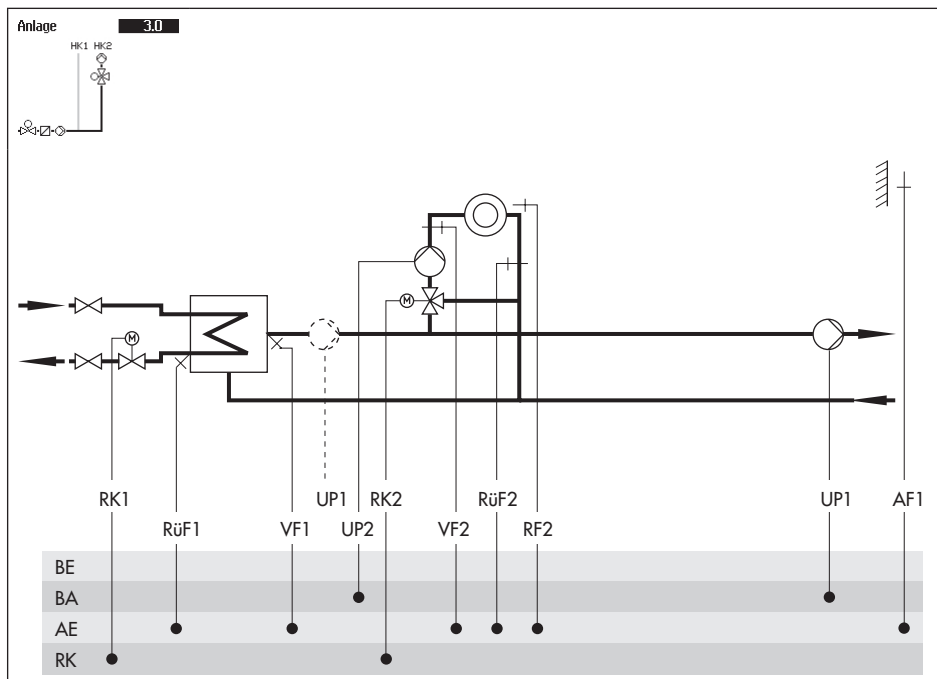 Anlage 3.0
HK1 HK2
M
M
RK1 UP1 RK2 RüF2 UP1 AF1
RüF1 VF1 UP2 VF2 RF2
BE
BA
AE
RK